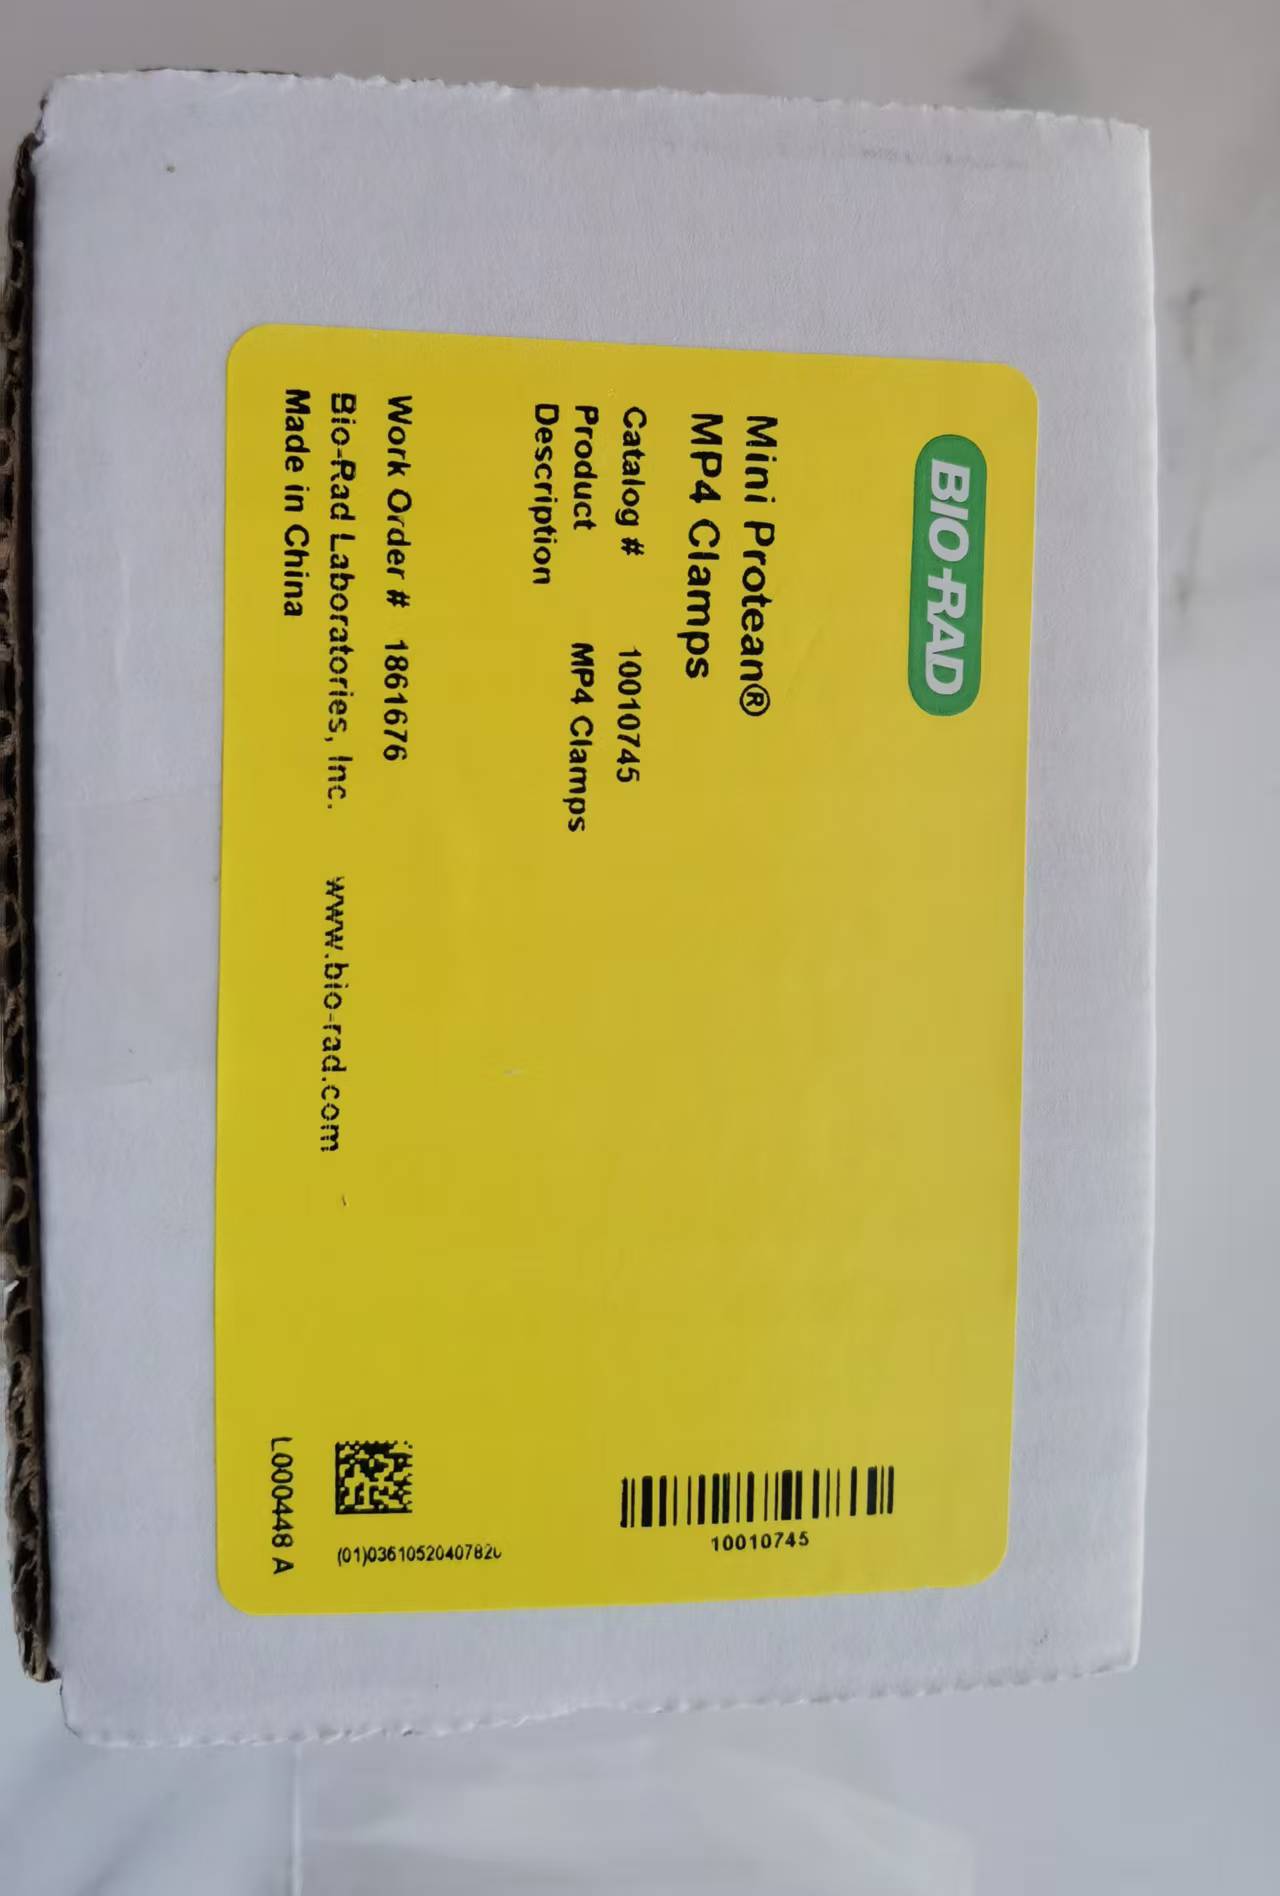 BIO-RAD
Mini Protean®
MP4 Clamps
Catalog # 10010745
Product MP4 Clamps
Description
Work Order # 1861676
Bio-Rad Laboratories, Inc. www.bio-rad.com
Made in China
10010745
L000448 A